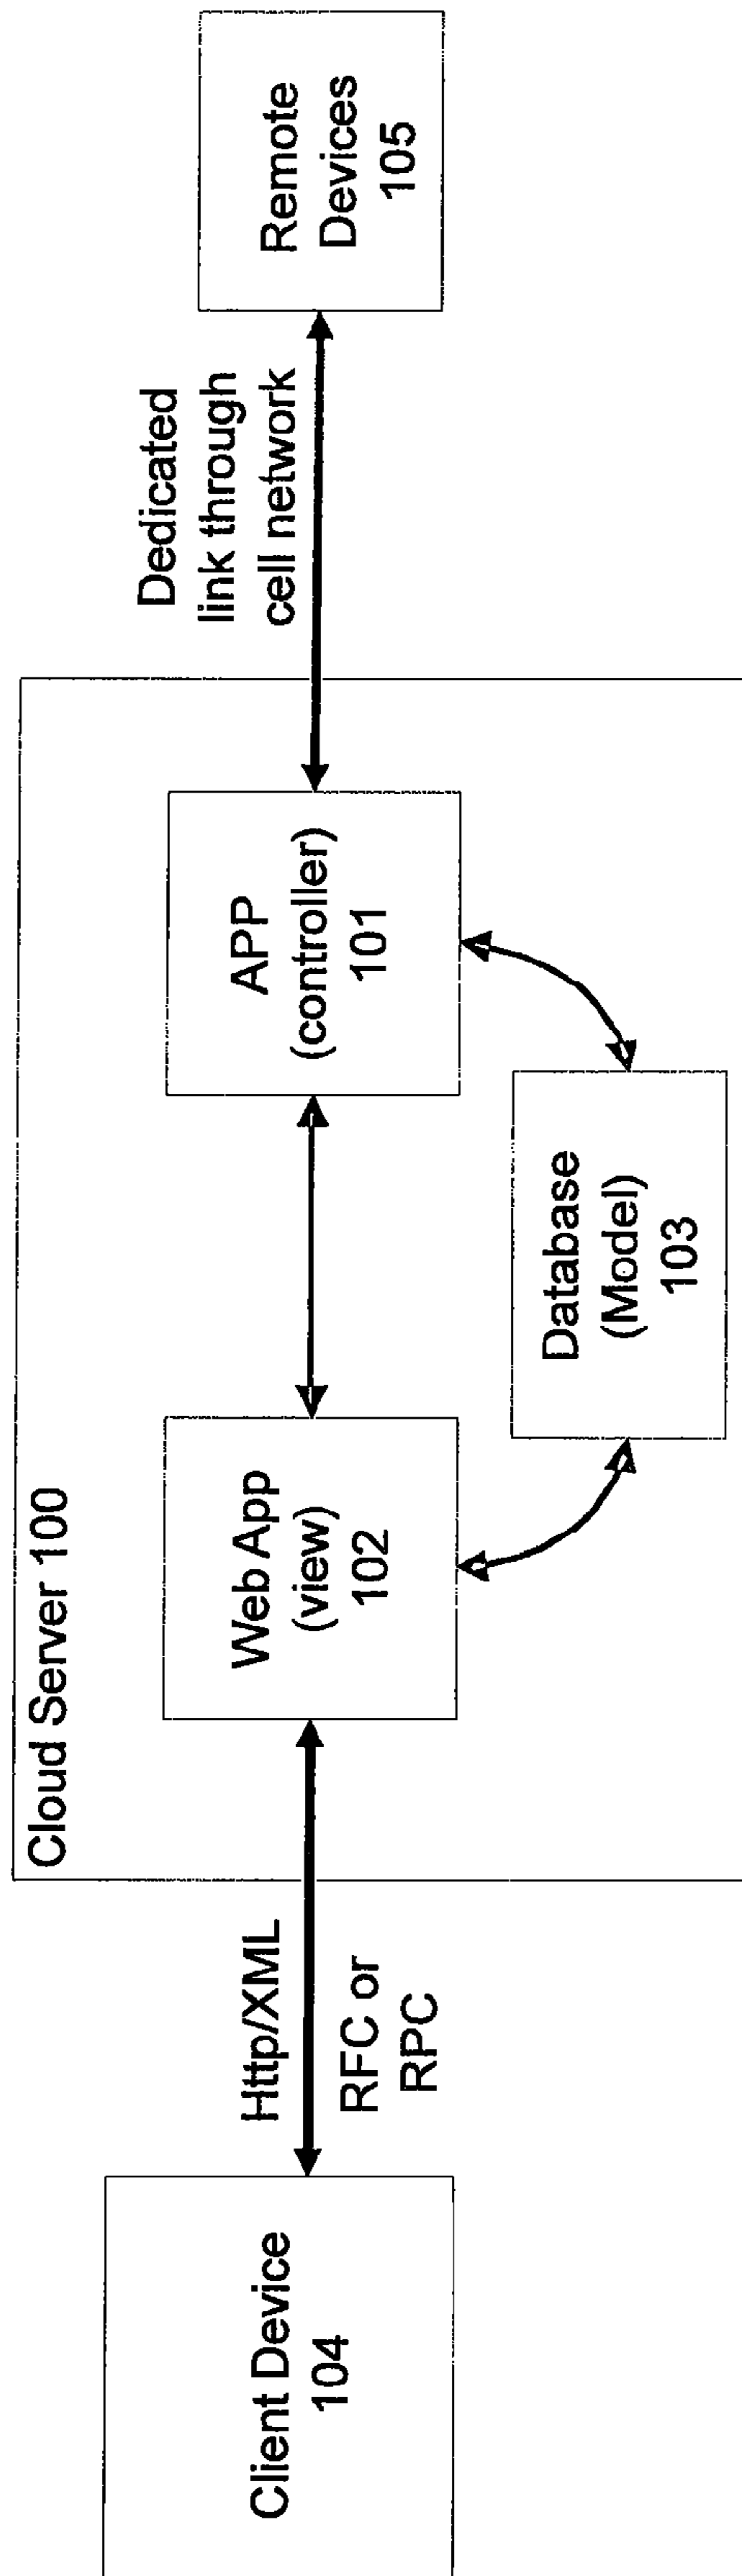 Cloud Server 100
Client Device
104
Http/XML
RFC or
RPC
Web App
(view)
102
APP
(controller)
101
Database
(Model)
103
Dedicated
link through
cell network
Remote
Devices
105